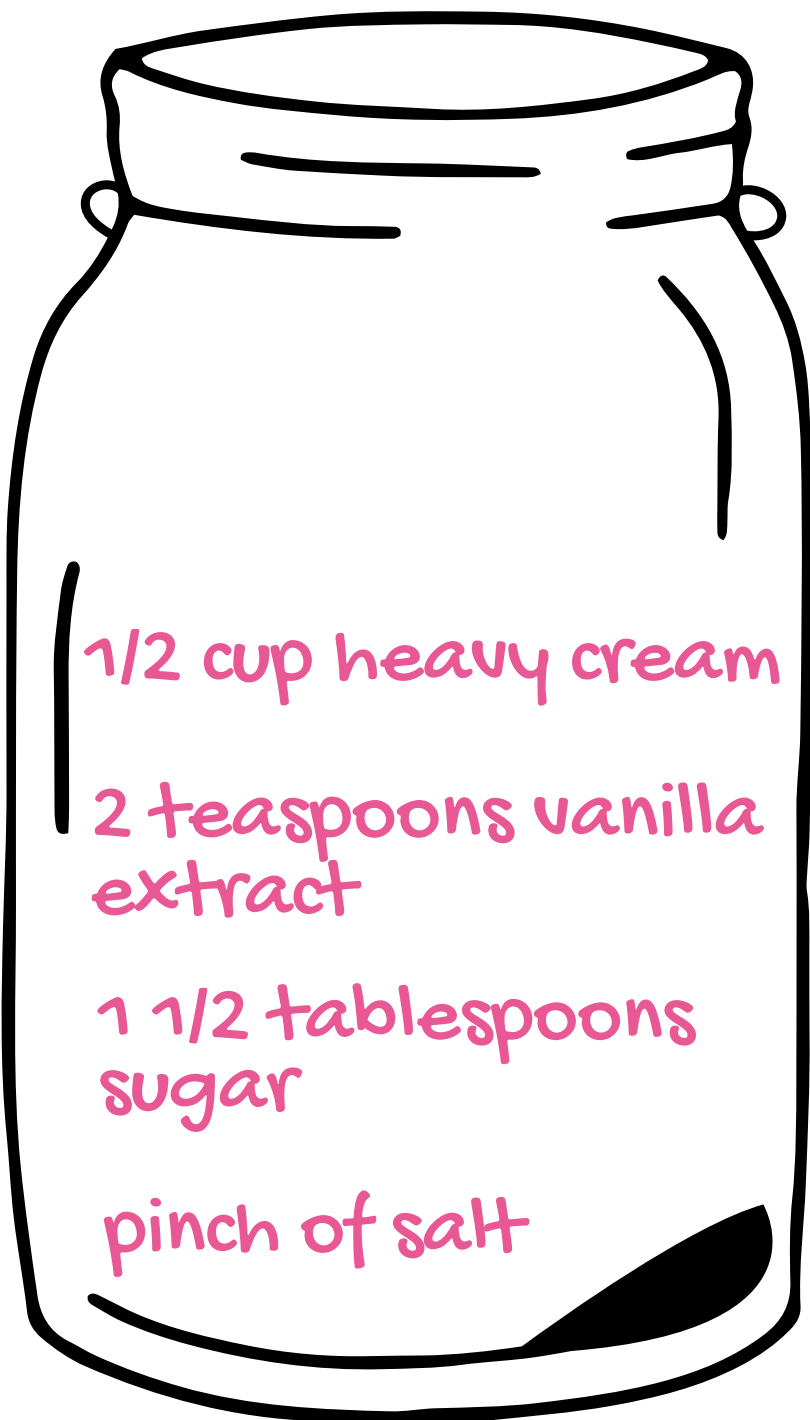 1/2 cup heavy cream
2 teaspoons vanilla
extract
1 1/2 tablespoons
sugar
pinch of salt